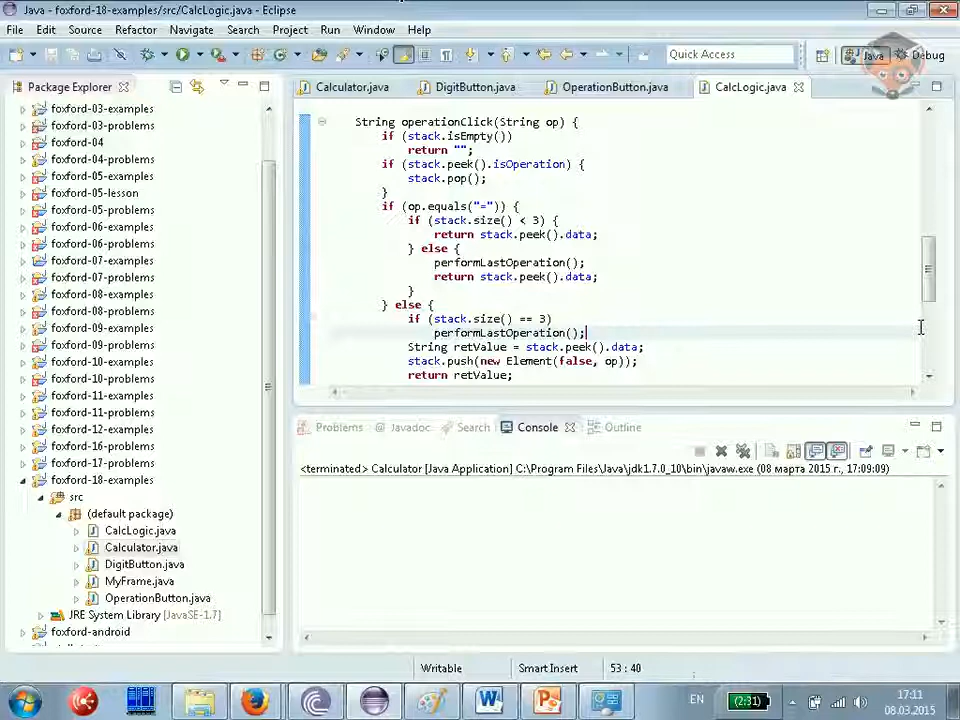 Java - foxford-18-examples/src/CalcLogic.java - Eclipse
File Edit Source Refactor Navigate Search Project Run Window Help
Quick Access
Java
Debug
Package Explorer
Calculator.java
DigitButton.java
OperationButton.java
CalcLogic.java
foxford-03-examples
foxford-03-problems
foxford-04
foxford-04-problems
foxford-05-lesson
foxford-05-problems
foxford-06-examples
foxford-06-problems
foxford-07-examples
foxford-07-problems
foxford-08-examples
foxford-08-problems
foxford-09-examples
foxford-09-problems
foxford-10-examples
foxford-10-problems
foxford-11-examples
foxford-11-problems
foxford-12-examples
foxford-16-problems
foxford-17-problems
foxford-18-examples
src
(default package)
CalcLogic.java
Calculator.java
DigitButton.java
MyFrame.java
OperationButton.java
JRE System Library [JavaSE-1.7]
foxford-android
String operationClick(String op) {
if (stack.isEmpty())
return "";
if (stack.peek().isOperation) {
stack.pop();
}
if (op.equals("=")) {
if (stack.size() < 3) {
return stack.peek().data;
} else {
performLastOperation();
return stack.peek().data;
}
} else {
if (stack.size() == 3)
performLastOperation();
String retValue = stack.peek().data;
stack.push(new Element(false, op));
return retValue;
Problems
@ Javadoc
Search
Console
Outline
<terminated> Calculator [Java Application] C:\Program Files\Java\jdk1.7.0_10\bin\javaw.exe (08 марта 2015 г., 17:09:09)
Writable
Smart Insert
53 : 40
EN
(2:31)
17:11
08.03.2015